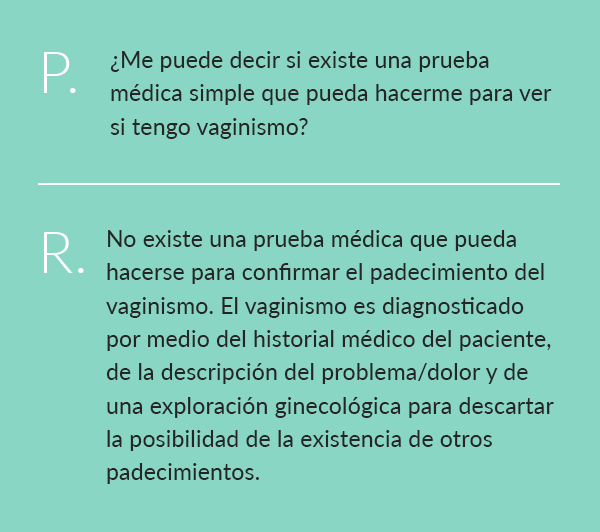 P.
¿Me puede decir si existe una prueba
médica simple que pueda hacerme para ver
si tengo vaginismo?
R.
No existe una prueba médica que pueda
hacerse para confirmar el padecimiento del
vaginismo. El vaginismo es diagnosticado
por medio del historial médico del paciente,
de la descripción del problema/dolor y de
una exploración ginecológica para descartar
la posibilidad de la existencia de otros
padecimientos.